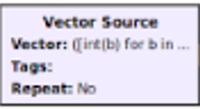 Vector Source
Vector: ([int(b) for b in ...
Tags:
Repeat: No